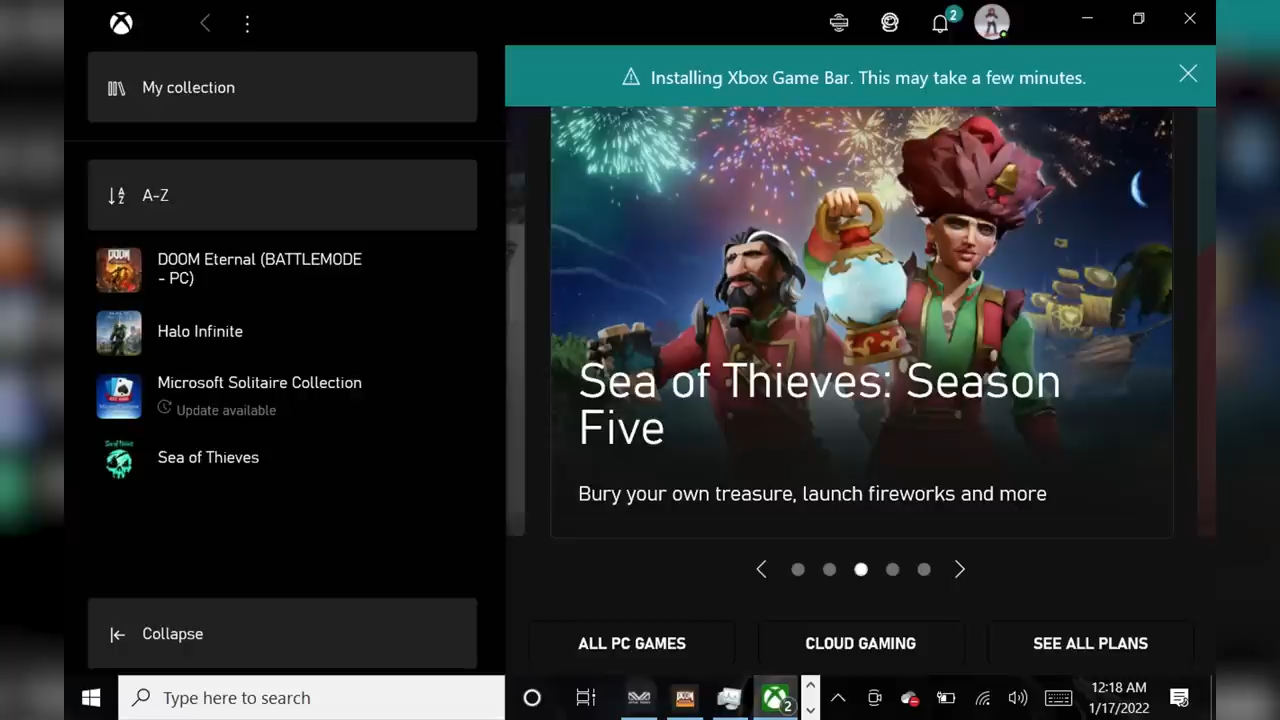 2
My collection
Installing Xbox Game Bar. This may take a few minutes.
A-Z
DOOM Eternal (BATTLEMODE
- PC)
Halo Infinite
Microsoft Solitaire Collection
Update available
Sea of Thieves
Sea of Thieves: Season
Five
Bury your own treasure, launch fireworks and more
Collapse
ALL PC GAMES
CLOUD GAMING
SEE ALL PLANS
Type here to search
2
12:18 AM
1/17/2022